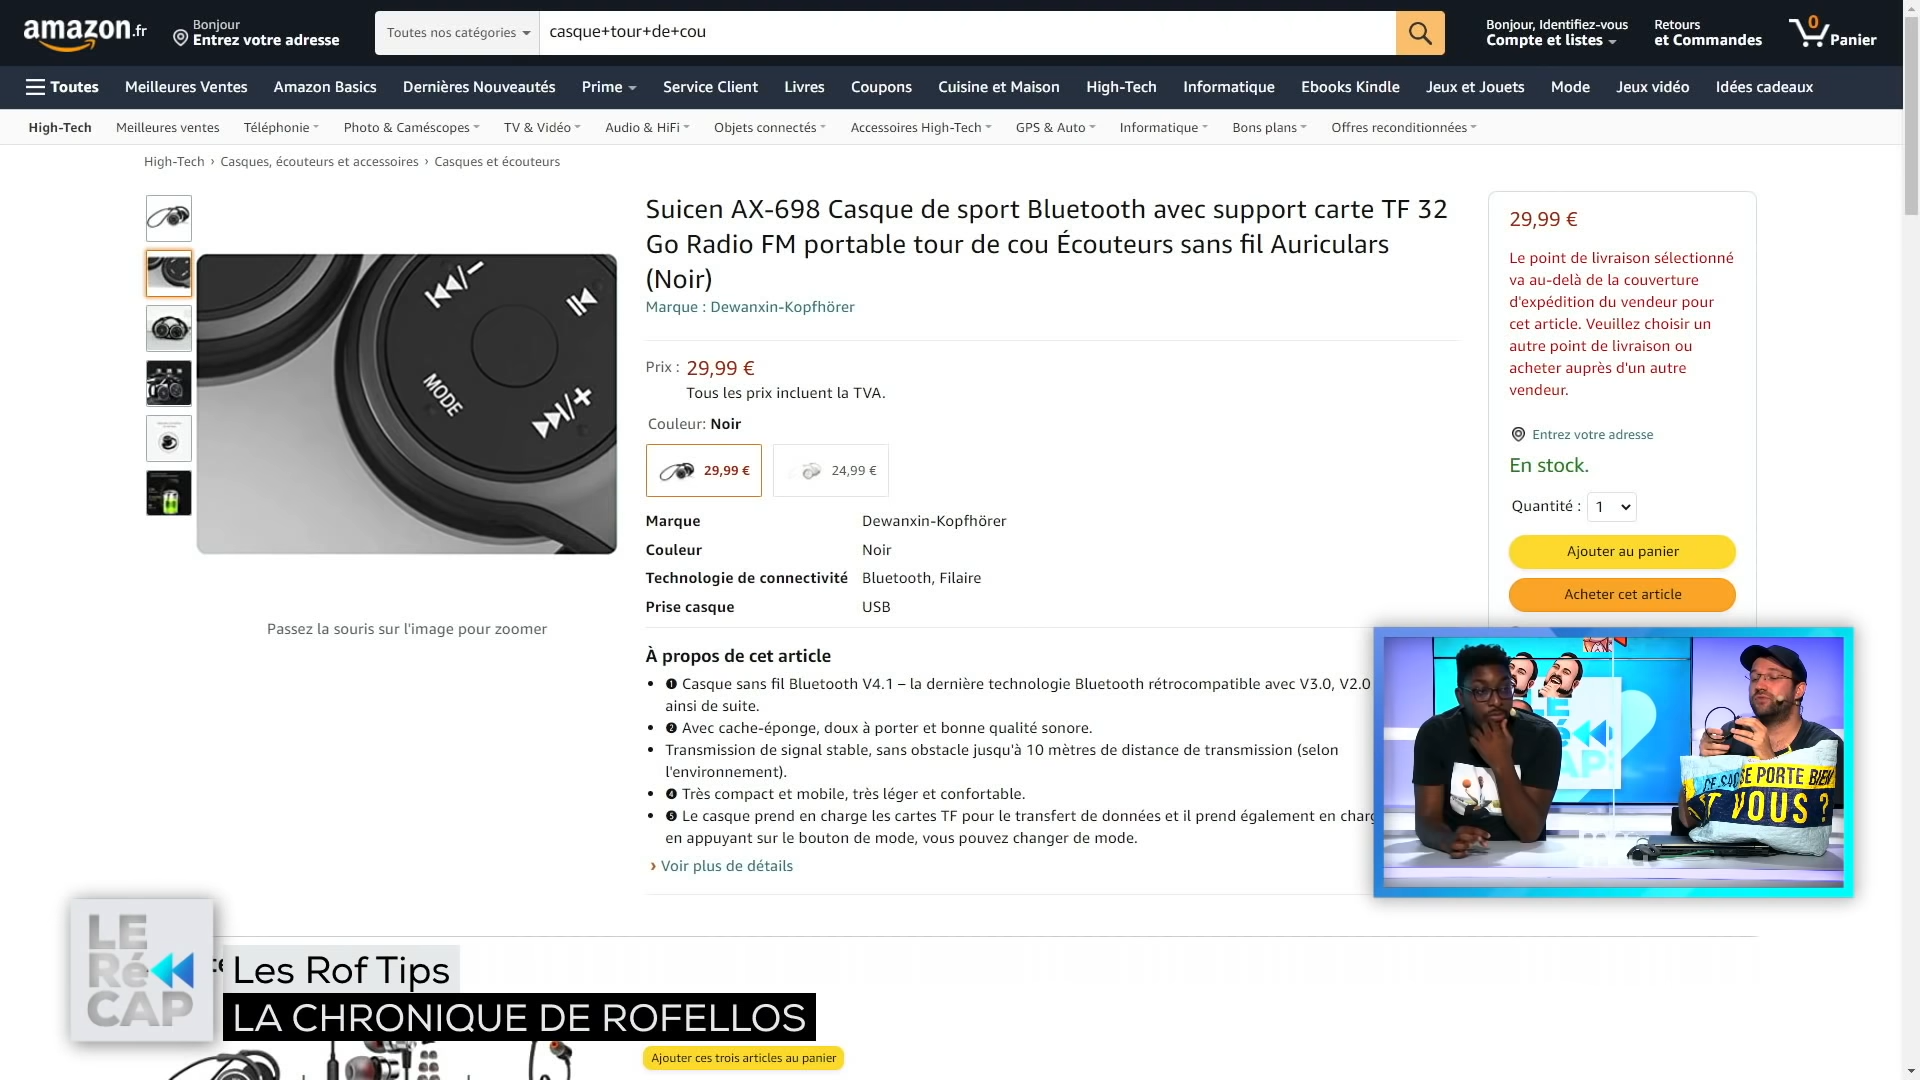 amazon.fr
Bonjour
Entrez votre adresse
Toutes nos catégories
casque+tour+de+cou
Bonjour, Identifiez-vous
Compte et listes
Retours
et Commandes
0
Panier
Toutes
Meilleures Ventes
Amazon Basics
Dernières Nouveautés
Prime
Service Client
Livres
Coupons
Cuisine et Maison
High-Tech
Informatique
Ebooks Kindle
Jeux et Jouets
Mode
Jeux vidéo
Idées cadeaux
High-Tech
Meilleures ventes
Téléphonie
Photo & Caméscopes
TV & Vidéo
Audio & HiFi
Objets connectés
Accessoires High-Tech
GPS & Auto
Informatique
Bons plans
Offres reconditionnées
High-Tech › Casques, écouteurs et accessoires › Casques et écouteurs
MODE
Passez la souris sur l'image pour zoomer
Suicen AX-698 Casque de sport Bluetooth avec support carte TF 32
Go Radio FM portable tour de cou Écouteurs sans fil Auriculars
(Noir)
Marque : Dewanxin-Kopfhörer
Prix : 29,99 €
Tous les prix incluent la TVA.
Couleur: Noir
29,99 €
24,99 €
Marque Dewanxin-Kopfhörer
Couleur Noir
Technologie de connectivité Bluetooth, Filaire
Prise casque USB
À propos de cet article
• ❶ Casque sans fil Bluetooth V4.1 – la dernière technologie Bluetooth rétrocompatible avec V3.0, V2.0
ainsi de suite.
• ❷ Avec cache-éponge, doux à porter et bonne qualité sonore.
• Transmission de signal stable, sans obstacle jusqu'à 10 mètres de distance de transmission (selon
l'environnement).
• ❹ Très compact et mobile, très léger et confortable.
• ❺ Le casque prend en charge les cartes TF pour le transfert de données et il prend également en charg
en appuyant sur le bouton de mode, vous pouvez changer de mode.
› Voir plus de détails
29,99 €
Le point de livraison sélectionné
va au-delà de la couverture
d'expédition du vendeur pour
cet article. Veuillez choisir un
autre point de livraison ou
acheter auprès d'un autre
vendeur.
Entrez votre adresse
En stock.
Quantité : 1
Ajouter au panier
Acheter cet article
LE
Ré
CAP
CE SAC SE PORTE BIEN
ET VOUS ?
LE
Ré
CAP
Les Rof Tips
LA CHRONIQUE DE ROFELLOS
Ajouter ces trois articles au panier